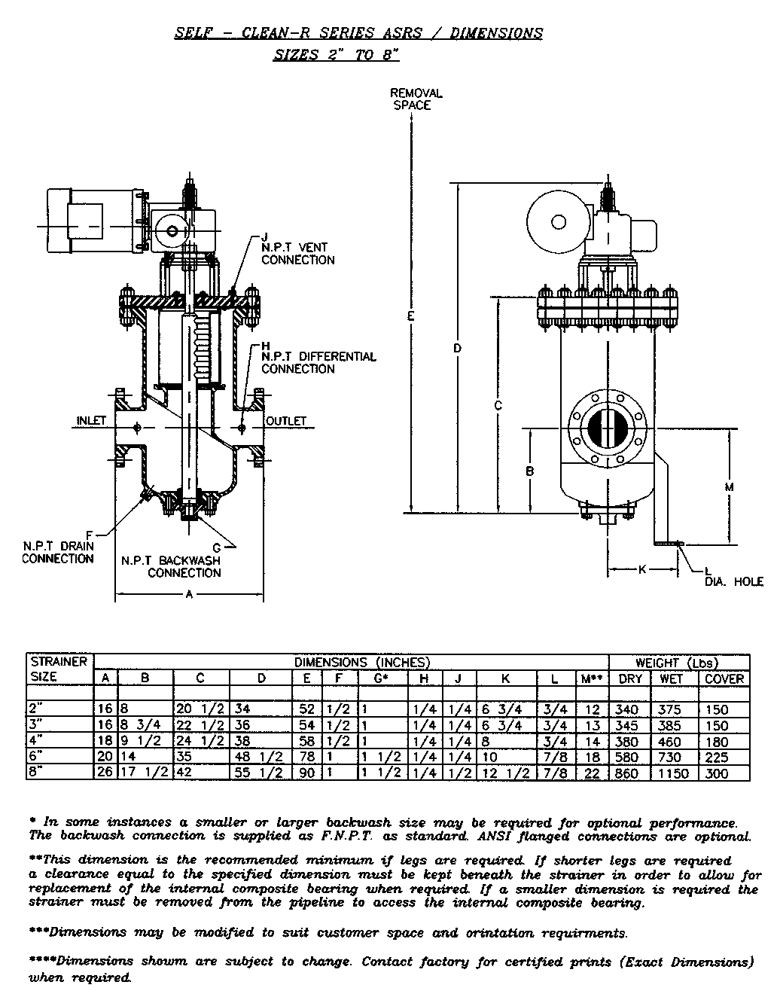 SELF - CLEAN-R SERIES ASRS / DIMENSIONS
SIZES 2" TO 8"
REMOVAL
SPACE
J
N.P.T VENT
CONNECTION
H
N.P.T DIFFERENTIAL
CONNECTION
INLET
OUTLET
F
N.P.T DRAIN
CONNECTION
G
N.P.T BACKWASH
CONNECTION
A
E
D
C
B
M
K
L
DIA. HOLE
STRAINER SIZE DIMENSIONS (INCHES) WEIGHT (Lbs)
A B C D E F G* H J K L M** DRY WET COVER
2" 16 8 20 1/2 34 52 1/2 1 1/4 1/4 6 3/4 3/4 12 340 375 150
3" 16 8 3/4 22 1/2 36 54 1/2 1 1/4 1/4 6 3/4 3/4 13 345 385 150
4" 18 9 1/2 24 1/2 38 58 1/2 1 1/4 1/4 8 3/4 14 380 460 180
6" 20 14 35 48 1/2 78 1 1 1/2 1/4 1/4 10 7/8 18 580 730 225
8" 26 17 1/2 42 55 1/2 90 1 1 1/2 1/4 1/2 12 1/2 7/8 22 860 1150 300
* In some instances a smaller or larger backwash size may be required for optional performance.
The backwash connection is supplied as F.N.P.T. as standard. ANSI flanged connections are optional.
**This dimension is the recommended minimum if legs are required. If shorter legs are required
a clearance equal to the specified dimension must be kept beneath the strainer in order to allow for
replacement of the internal composite bearing when required. If a smaller dimension is required the
strainer must be removed from the pipeline to access the internal composite bearing.
***Dimensions may be modified to suit customer space and orintation requirments.
****Dimensions showm are subject to change. Contact factory for certified prints (Exact Dimensions)
when required.